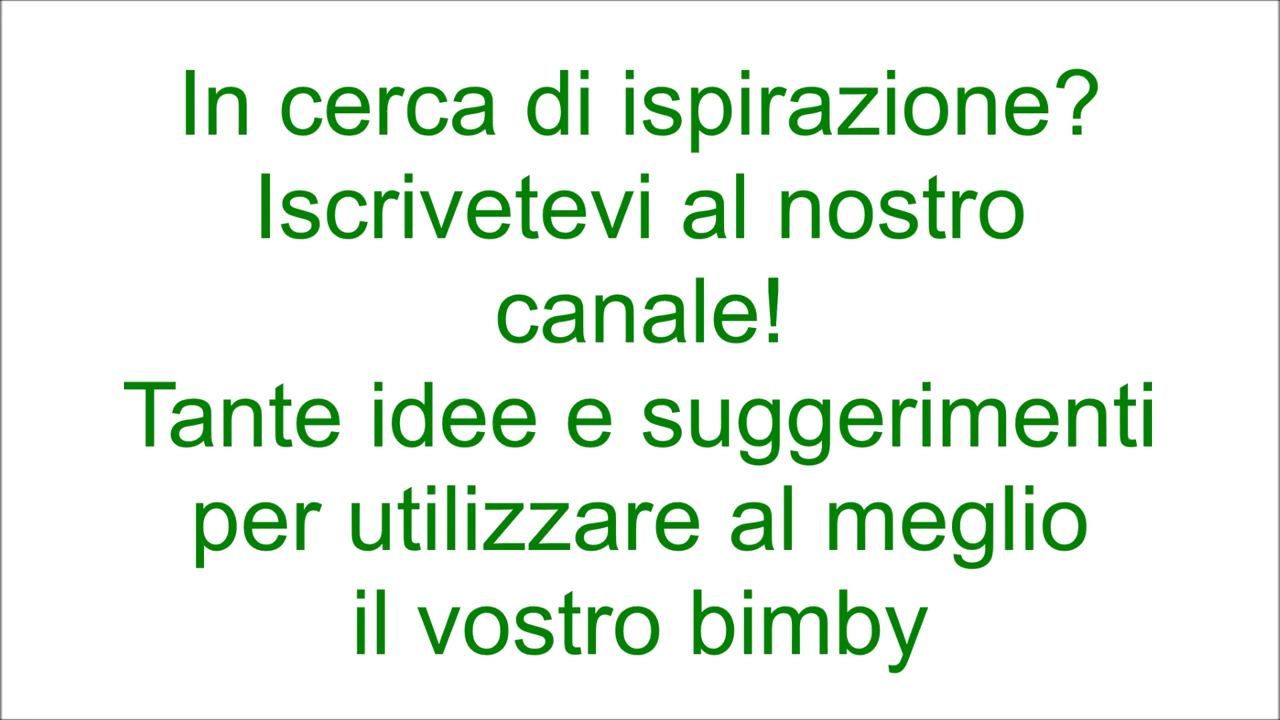 In cerca di ispirazione?
Iscrivetevi al nostro
canale!
Tante idee e suggerimenti
per utilizzare al meglio
il vostro bimby